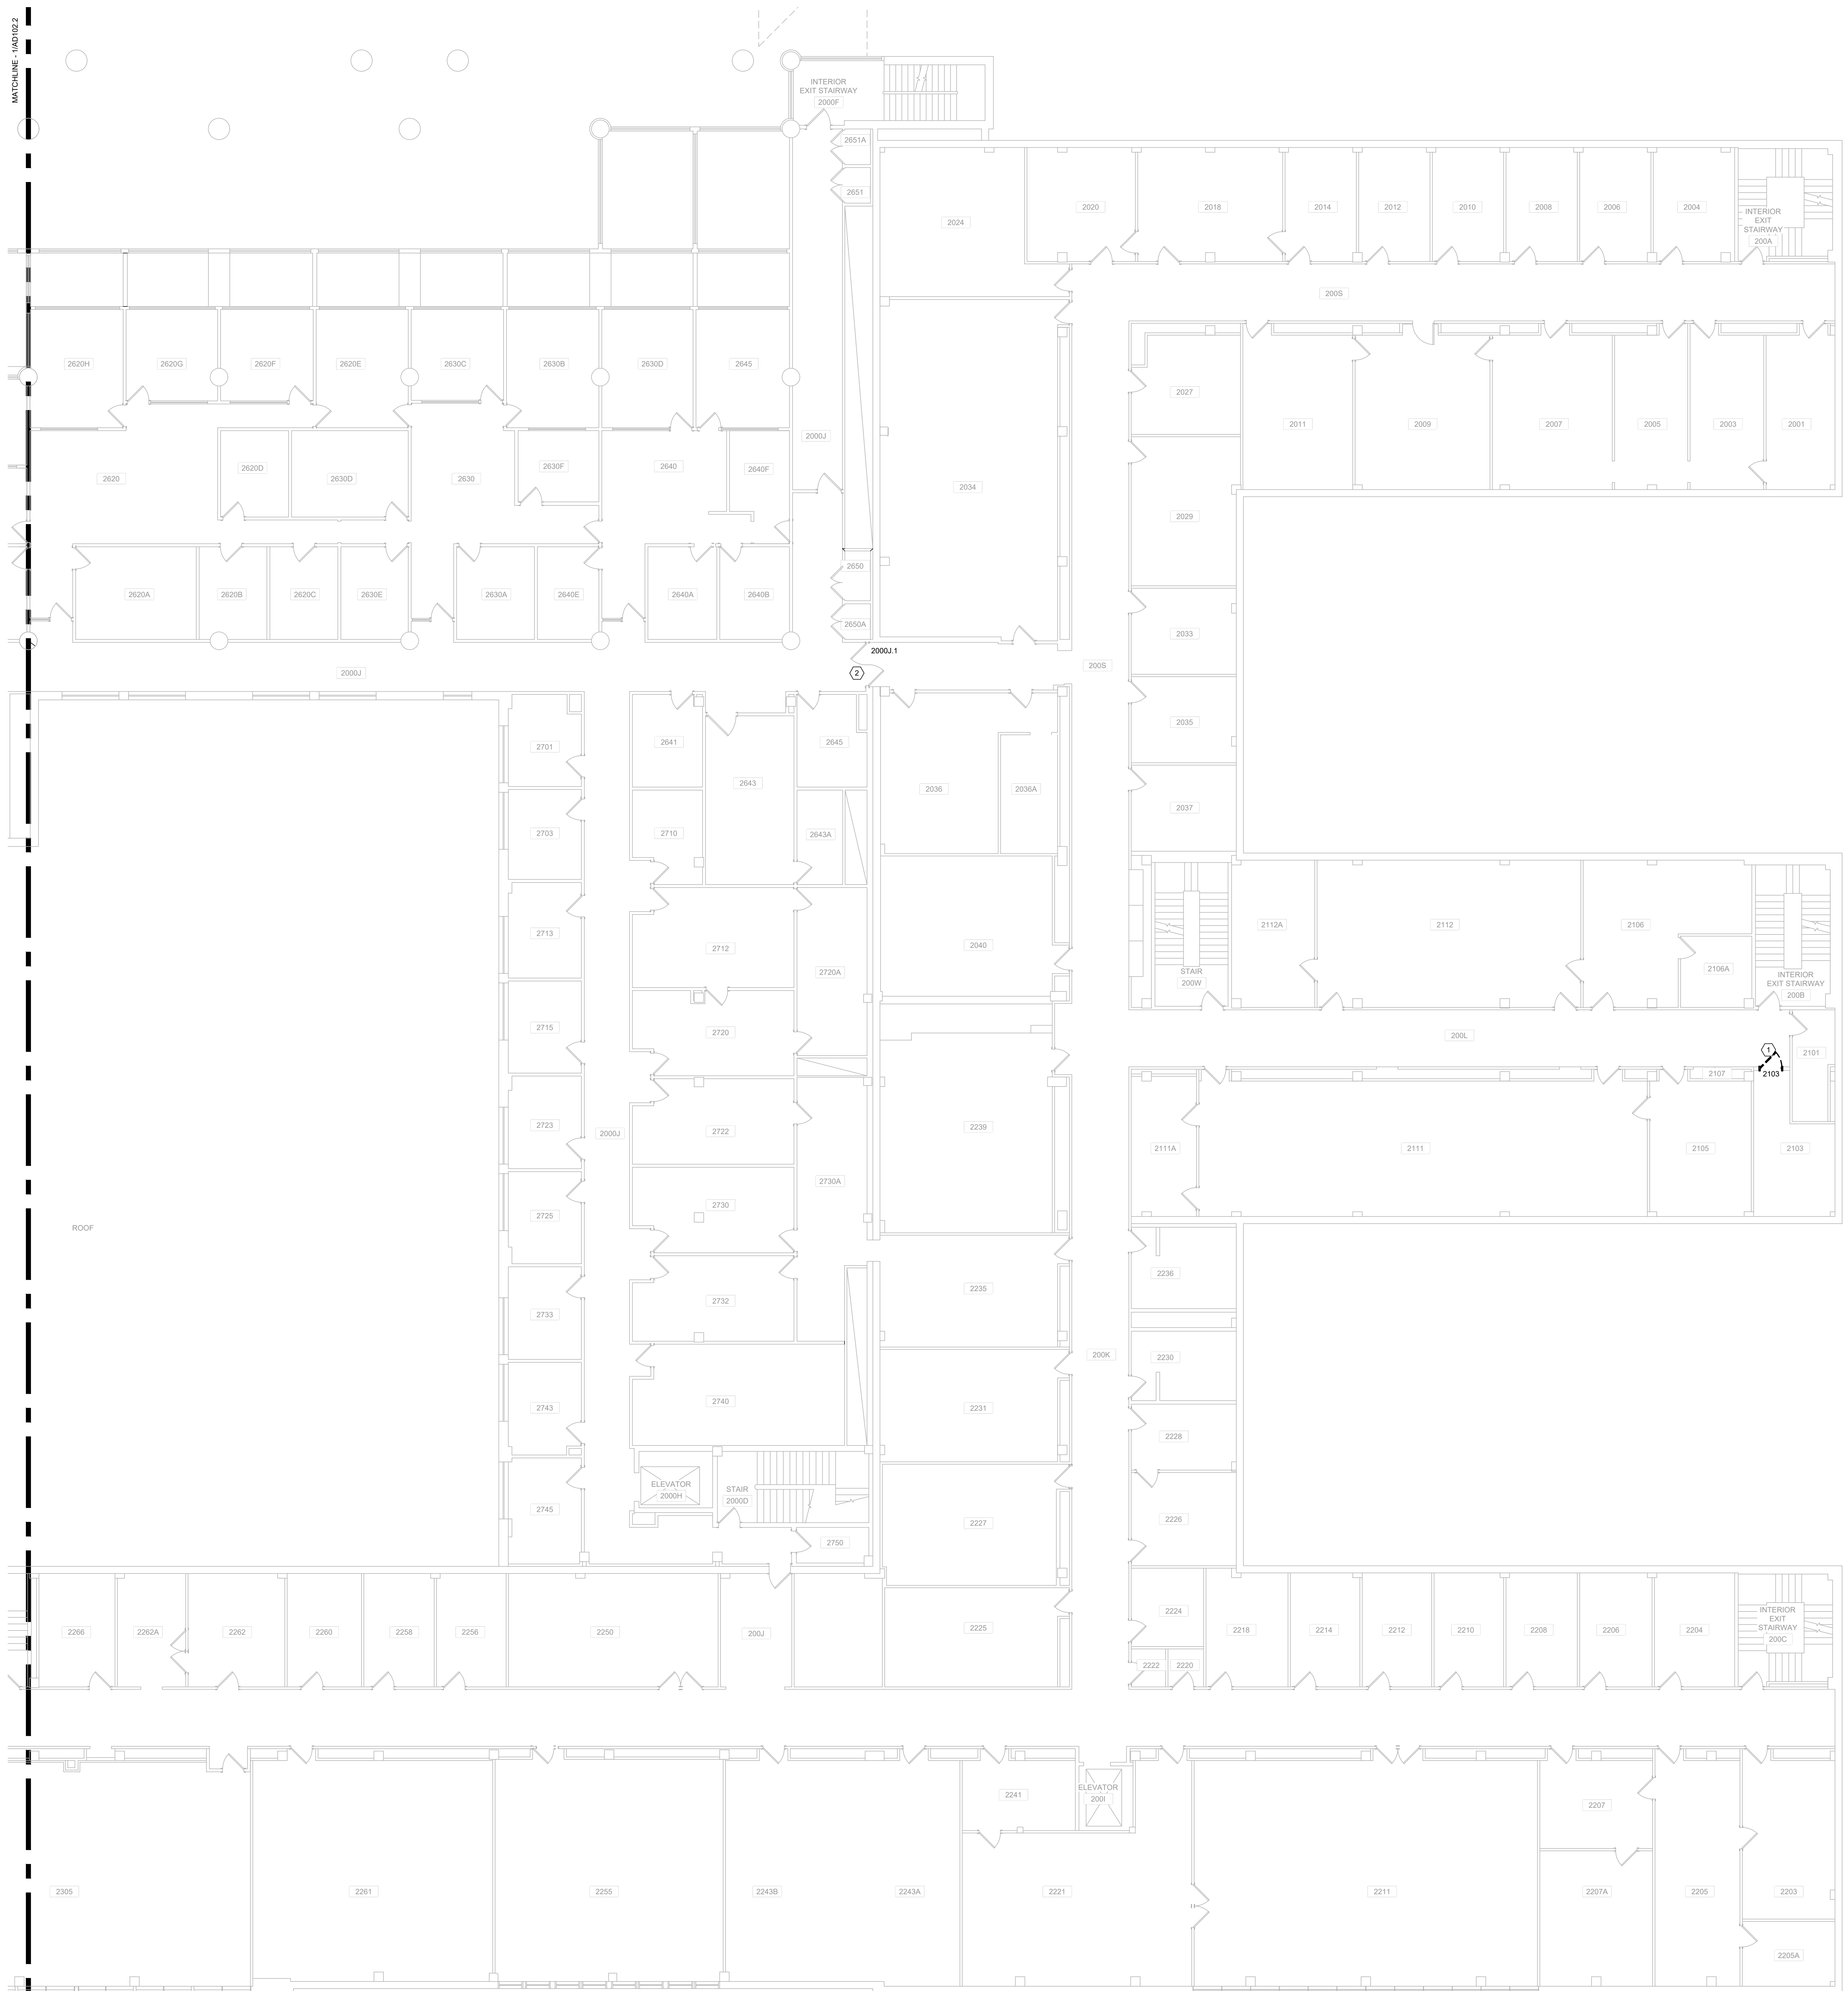 MATCHLINE - 1/AD102.2
INTERIOR
EXIT STAIRWAY
2000F
2651A
2651
2024
2020
2018
2014
2012
2010
2008
2006
2004
INTERIOR
EXIT
STAIRWAY
200A
200S
2620H
2620G
2620F
2620E
2630C
2630B
2630D
2645
2027
2011
2009
2007
2005
2003
2001
2000J
2620
2620D
2630D
2630
2630F
2640
2640F
2034
2029
2650
2620A
2620B
2620C
2630E
2630A
2640E
2640A
2640B
2650A
2033
2000J.1
2000J
2
200S
2701
2641
2645
2035
2643
2036
2036A
2037
2703
2710
2643A
2713
2712
2720A
2040
2112A
2112
2106
2106A
STAIR
200W
INTERIOR
EXIT STAIRWAY
200B
2715
2720
200L
1
2101
2107
2103
2723
2000J
2722
2239
2111A
2111
2105
2103
2730A
2725
2730
ROOF
2236
2733
2732
2235
200K
2230
2743
2740
2231
2228
ELEVATOR
2000H
STAIR
2000D
2745
2750
2227
2226
2266
2262A
2262
2260
2258
2256
2250
200J
2225
2224
2218
2214
2212
2210
2208
2206
2204
INTERIOR
EXIT
STAIRWAY
200C
2222
2220
2241
ELEVATOR
200I
2207
2305
2261
2255
2243B
2243A
2221
2211
2207A
2205
2203
2205A